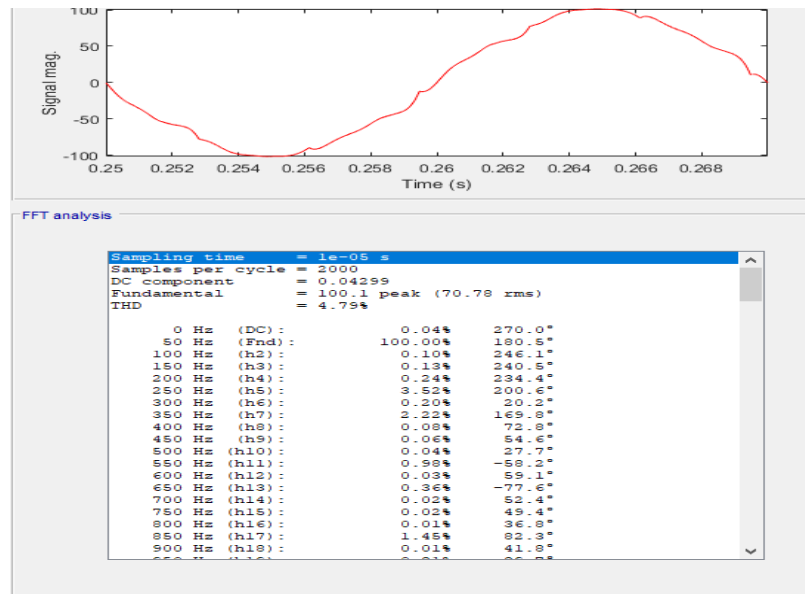 100
50
0
-50
-100
Signal mag.
0.25 0.252 0.254 0.256 0.258 0.26 0.262 0.264 0.266 0.268
Time (s)
FFT analysis
Sampling time = 1e-05 s
Samples per cycle = 2000
DC component = 0.04299
Fundamental = 100.1 peak (70.78 rms)
THD = 4.79%
0 Hz (DC): 0.04% 270.0°
50 Hz (Fnd): 100.00% 180.5°
100 Hz (h2): 0.10% 246.1°
150 Hz (h3): 0.13% 240.5°
200 Hz (h4): 0.24% 234.4°
250 Hz (h5): 3.52% 200.6°
300 Hz (h6): 0.20% 20.2°
350 Hz (h7): 2.22% 169.8°
400 Hz (h8): 0.08% 72.8°
450 Hz (h9): 0.06% 54.6°
500 Hz (h10): 0.04% 27.7°
550 Hz (h11): 0.98% -58.2°
600 Hz (h12): 0.03% 59.1°
650 Hz (h13): 0.36% -77.6°
700 Hz (h14): 0.02% 52.4°
750 Hz (h15): 0.02% 49.4°
800 Hz (h16): 0.01% 36.8°
850 Hz (h17): 1.45% 82.3°
900 Hz (h18): 0.01% 41.8°